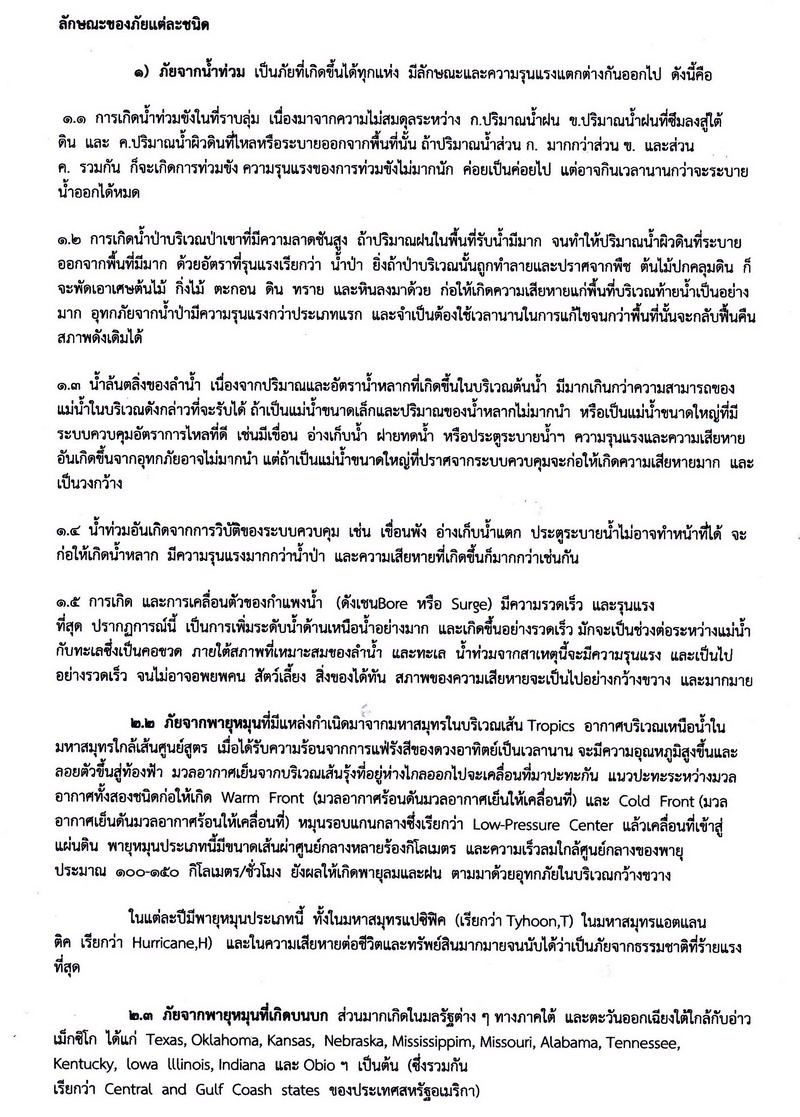 ลักษณะของภัยแต่ละชนิด
๑) ภัยจากน้ำท่วม เป็นภัยที่เกิดขึ้นได้ทุกแห่ง มีลักษณะและความรุนแรงแตกต่างกันออกไป ดังนี้คือ
๑.๑ การเกิดน้ำท่วมขังในที่ราบลุ่ม เนื่องมาจากความไม่สมดุลระหว่าง ก.ปริมาณน้ำฝน ข.ปริมาณน้ำฝนที่ซึมลงสู่ใต้
ดิน และ ค.ปริมาณน้ำผิวดินที่ไหลหรือระบายออกจากพื้นที่นั้น ถ้าปริมาณน้ำส่วน ก. มากกว่าส่วน ข. และส่วน
ค. รวมกัน ก็จะเกิดการท่วมขัง ความรุนแรงของการท่วมขังไม่มากนัก ค่อยเป็นค่อยไป แต่อาจกินเวลานานกว่าจะระบาย
น้ำออกได้หมด
๑.๒ การเกิดน้ำป่าบริเวณป่าเขาที่มีความลาดชันสูง ถ้าปริมาณฝนในพื้นที่รับน้ำมีมาก จนทำให้ปริมาณน้ำผิวดินที่ระบาย
ออกจากพื้นที่มีมาก ด้วยอัตราที่รุนแรงเรียกว่า น้ำป่า ยิ่งถ้าป่าบริเวณนั้นถูกทำลายและปราศจากพืช ต้นไม้ปกคลุมดิน ก็
จะพัดเอาเศษต้นไม้ กิ่งไม้ ตะกอน ดิน ทราย และหินลงมาด้วย ก่อให้เกิดความเสียหายแก่พื้นที่บริเวณท้ายน้ำเป็นอย่าง
มาก อุทกภัยจากน้ำป่ามีความรุนแรงกว่าประเภทแรก และจำเป็นต้องใช้เวลานานในการแก้ไขจนกว่าพื้นที่นั้นจะกลับฟื้นคืน
สภาพดังเดิมได้
๑.๓ น้ำล้นตลิ่งของลำน้ำ เนื่องจากปริมาณและอัตราน้ำหลากที่เกิดขึ้นในบริเวณต้นน้ำ มีมากเกินกว่าความสามารถของ
แม่น้ำในบริเวณดังกล่าวที่จะรับได้ ถ้าเป็นแม่น้ำขนาดเล็กและปริมาณของน้ำหลากไม่มากนำ หรือเป็นแม่น้ำขนาดใหญ่ที่มี
ระบบควบคุมอัตราการไหลที่ดี เช่นมีเขื่อน อ่างเก็บน้ำ ฝายทดน้ำ หรือประตูระบายน้ำฯ ความรุนแรงและความเสียหาย
อันเกิดขึ้นจากอุทกภัยอาจไม่มากนำ แต่ถ้าเป็นแม่น้ำขนาดใหญ่ที่ปราศจากระบบควบคุมจะก่อให้เกิดความเสียหายมาก และ
เป็นวงกว้าง
๑.๔ น้ำท่วมอันเกิดจากการวิบัติของระบบควบคุม เช่น เขื่อนพัง อ่างเก็บน้ำแตก ประตูระบายน้ำไม่อาจทำหน้าที่ได้ จะ
ก่อให้เกิดน้ำหลาก มีความรุนแรงมากกว่าน้ำป่า และความเสียหายที่เกิดขึ้นก็มากกว่าเช่นกัน
๑.๕ การเกิด และการเคลื่อนตัวของกำแพงน้ำ (ดังเชนBore หรือ Surge) มีความรวดเร็ว และรุนแรง
ที่สุด ปรากฏการณ์นี้ เป็นการเพิ่มระดับน้ำด้านเหนือน้ำอย่างมาก และเกิดขึ้นอย่างรวดเร็ว มักจะเป็นช่วงต่อระหว่างแม่น้ำ
กับทะเลซึ่งเป็นคอขวด ภายใต้สภาพที่เหมาะสมของลำน้ำ และทะเล น้ำท่วมจากสาเหตุนี้จะมีความรุนแรง และเป็นไป
อย่างรวดเร็ว จนไม่อาจอพยพคน สัตว์เลี้ยง สิ่งของได้ทัน สภาพของความเสียหายจะเป็นไปอย่างกว้างขวาง และมากมาย
๒.๒ ภัยจากพายุหมุนที่มีแหล่งกำเนิดมาจากมหาสมุทรในบริเวณเส้น Tropics อากาศบริเวณเหนือน้ำใน
มหาสมุทรใกล้เส้นศูนย์สูตร เมื่อได้รับความร้อนจากการแผ่รังสีของดวงอาทิตย์เป็นเวลานาน จะมีความอุณหภูมิสูงขึ้นและ
ลอยตัวขึ้นสู่ท้องฟ้า มวลอากาศเย็นจากบริเวณเส้นรุ้งที่อยู่ห่างไกลออกไปจะเคลื่อนที่มาปะทะกัน แนวปะทะระหว่างมวล
อากาศทั้งสองชนิดก่อให้เกิด Warm Front (มวลอากาศร้อนดันมวลอากาศเย็นให้เคลื่อนที่) และ Cold Front (มวล
อากาศเย็นดันมวลอากาศร้อนให้เคลื่อนที่) หมุนรอบแกนกลางซึ่งเรียกว่า Low-Pressure Center แล้วเคลื่อนที่เข้าสู่
แผ่นดิน พายุหมุนประเภทนี้มีขนาดเส้นผ่าศูนย์กลางหลายร้องกิโลเมตร และความเร็วลมใกล้ศูนย์กลางของพายุ
ประมาณ ๑๐๐-๑๕๐ กิโลเมตร/ชั่วโมง ยังผลให้เกิดพายุลมและฝน ตามมาด้วยอุทกภัยในบริเวณกว้างขวาง
ในแต่ละปีมีพายุหมุนประเภทนี้ ทั้งในมหาสมุทรแปซิฟิค (เรียกว่า Tyhoon,T) ในมหาสมุทรแอตแลน
ติค เรียกว่า Hurricane,H) และในความเสียหายต่อชีวิตและทรัพย์สินมากมายจนนับได้ว่าเป็นภัยจากธรรมชาติที่ร้ายแรง
ที่สุด
๒.๓ ภัยจากพายุหมุนที่เกิดบนบก ส่วนมากเกิดในมลรัฐต่าง ๆ ทางภาคใต้ และตะวันออกเฉียงใต้ใกล้กับอ่าว
เม็กซิโก ได้แก่ Texas, Oklahoma, Kansas, Nebraska, Mississippim, Missouri, Alabama, Tennessee,
Kentucky, lowa lllinois, Indiana และ Obio ฯ เป็นต้น (ซึ่งรวมกัน
เรียกว่า Central and Gulf Coash states ของประเทศสหรัฐอเมริกา)